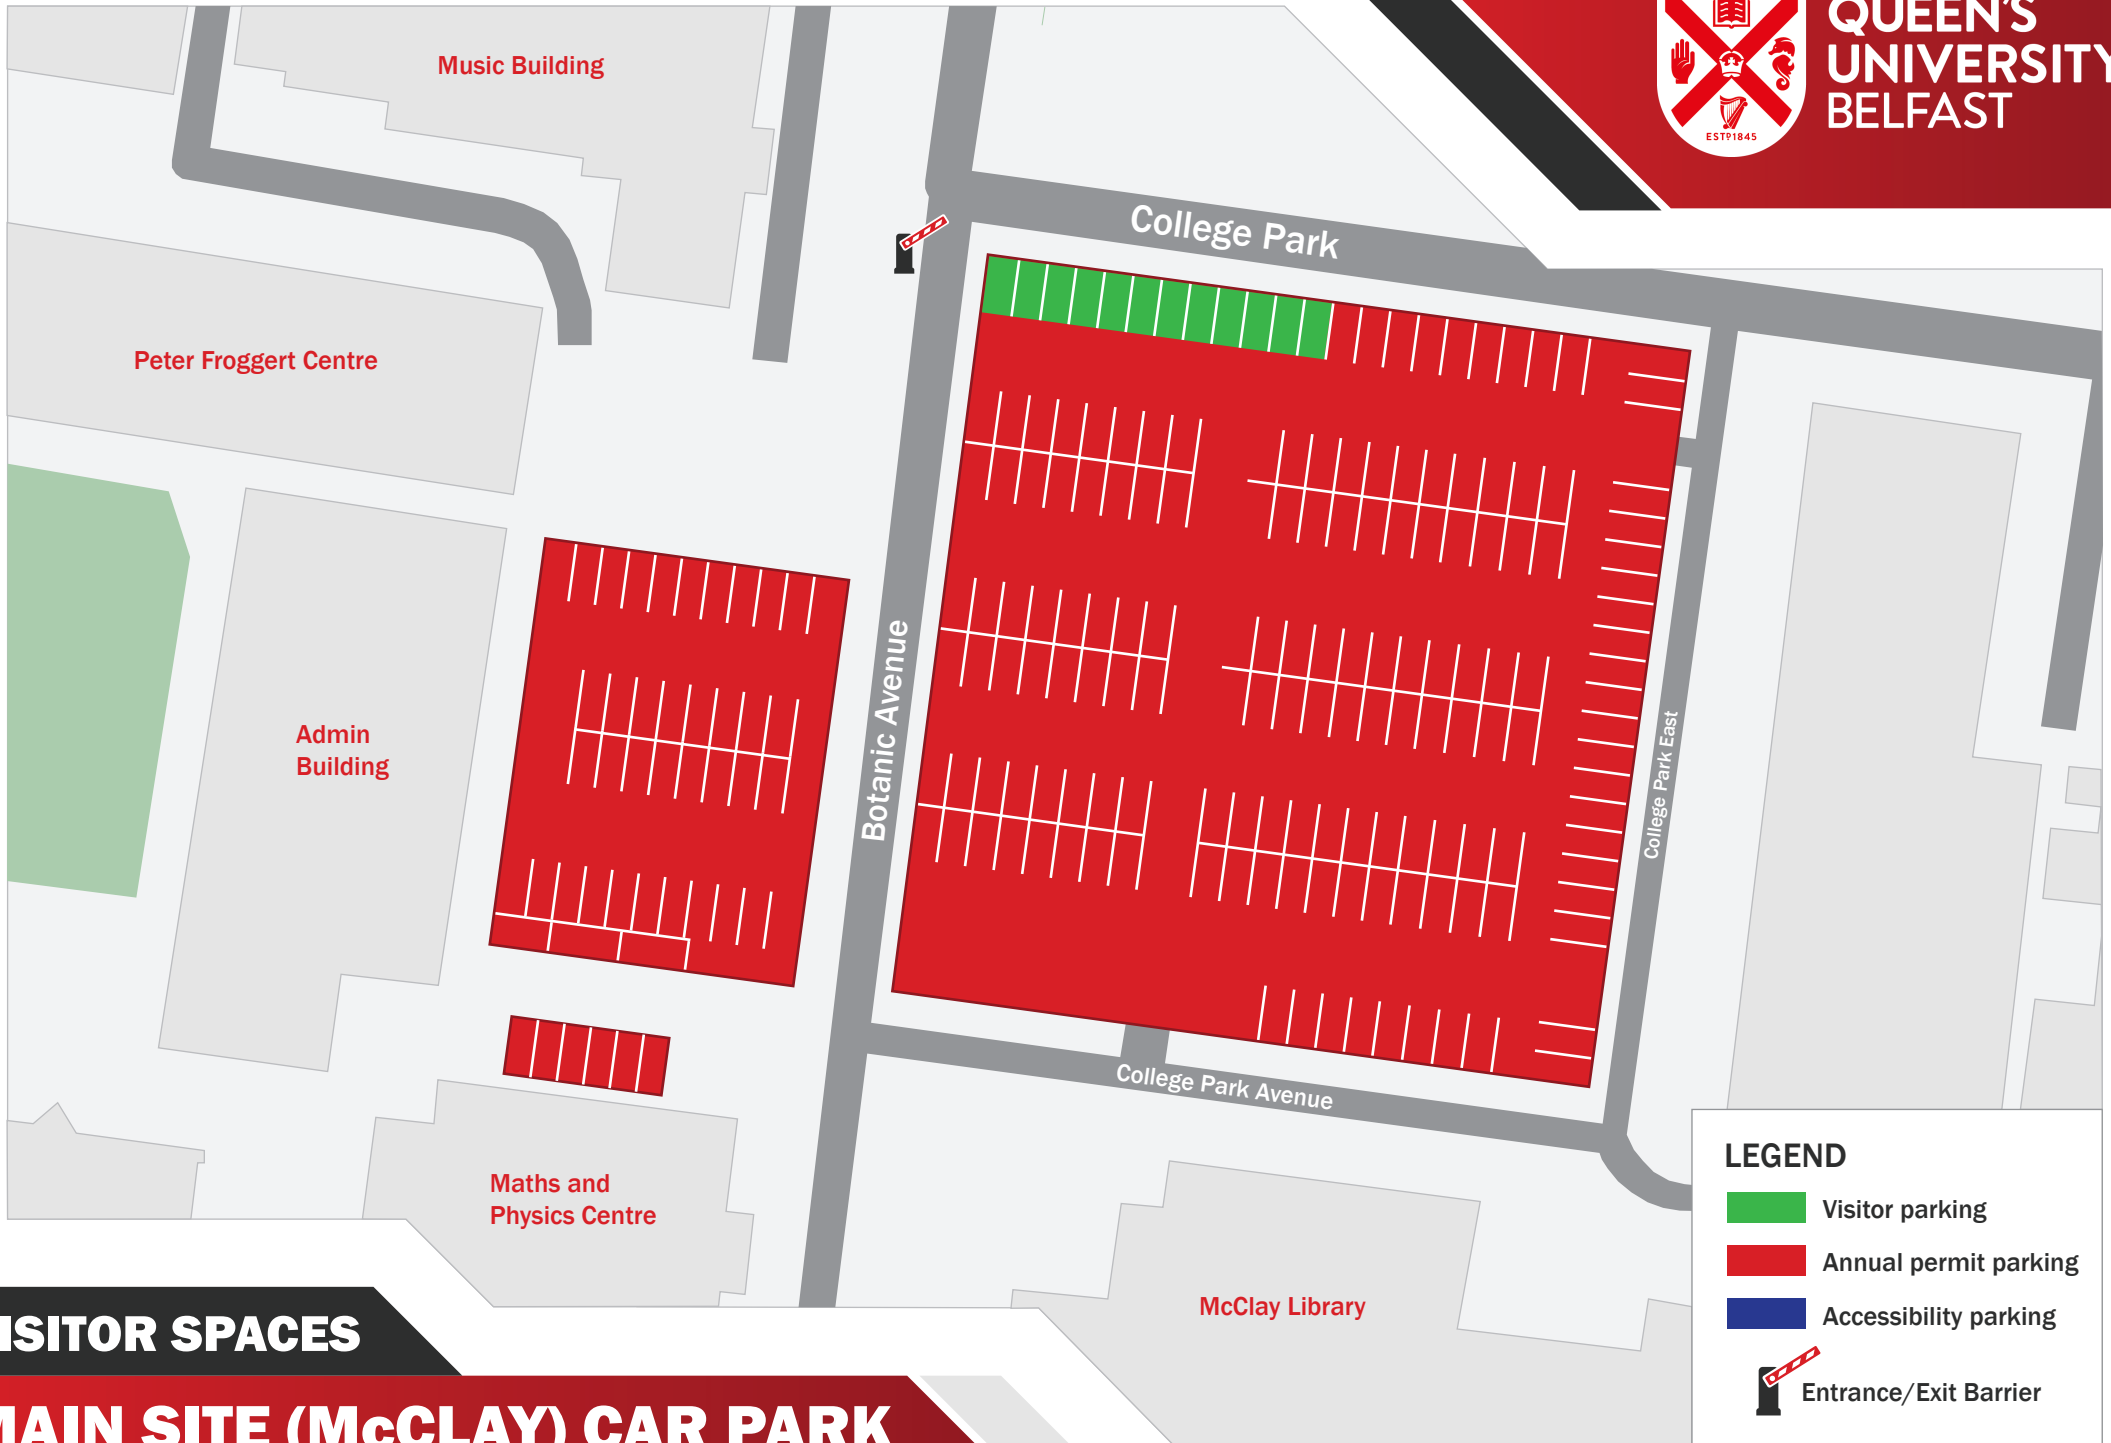 QUEEN'S
UNIVERSITY
BELFAST
ESTD 1845
Music Building
College Park
Peter Froggert Centre
Admin
Building
Botanic Avenue
College Park East
College Park Avenue
Maths and
Physics Centre
McClay Library
LEGEND
Visitor parking
Annual permit parking
Accessibility parking
Entrance/Exit Barrier
ISITOR SPACES
MAIN SITE (McCLAY) CAR PARK